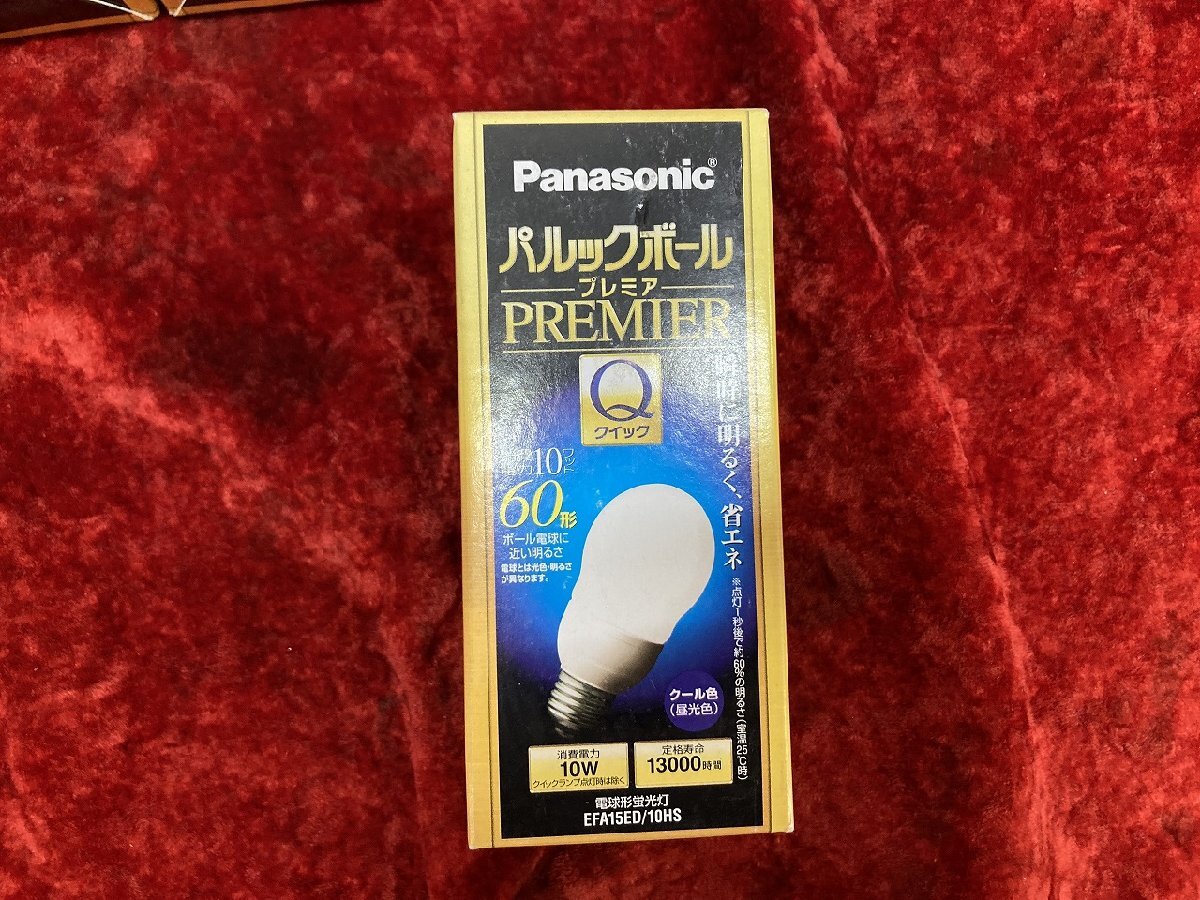 Panasonic®
パルックボール
プレミア
PREMIER
Q
クイック
に明るく、省エネ
※点灯1秒後で約60%の明るさ(室温25℃時)
10ワット
60形
ボール電球に
近い明るさ
電球とは光色・明るさ
が異なります。
クール色
(昼光色)
消費電力
10W
クイックランプ点灯時は除く
定格寿命
13000時間
電球形蛍光灯
EFA15ED/10HS